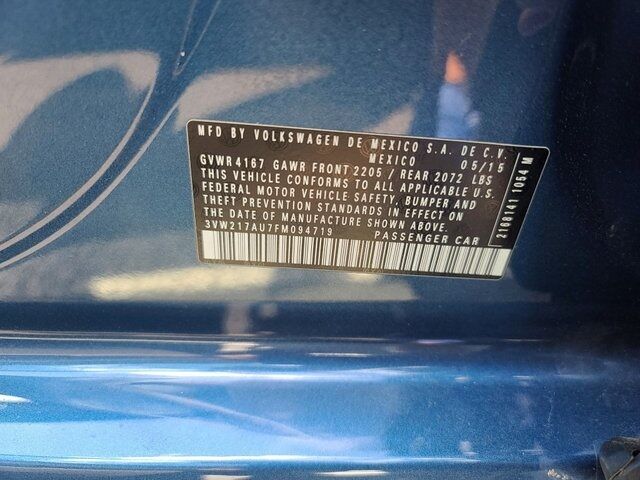 MFD BY VOLKSWAGEN DE MEXICO S.A. DE C.V.
MEXICO 05/15
GVWR 4167 GAWR FRONT 2205 / REAR 2072 LBS
THIS VEHICLE CONFORMS TO ALL APPLICABLE U.S.
FEDERAL MOTOR VEHICLE SAFETY, BUMPER AND
THEFT PREVENTION STANDARDS IN EFFECT ON
THE DATE OF MANUFACTURE SHOWN ABOVE.
3VW217AU7FM094719 PASSENGER CAR
2168141 1054 M